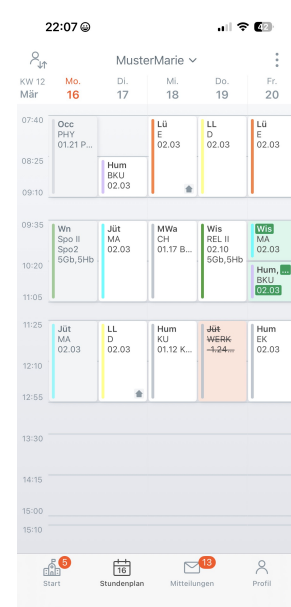 22:07
42
MusterMarie
KW 12
Mär
Mo.
16
Di.
17
Mi.
18
Do.
19
Fr.
20
07:40
08:25
09:10
Occ
PHY
01.21 P...
Hum
BKU
02.03
Lü
E
02.03
LL
D
02.03
Lü
E
02.03
09:35
10:20
11:05
Wn
Spo II
Spo2
5Gb,5Hb
Jüt
MA
02.03
MWa
CH
01.17 B...
Wis
REL II
02.10
5Gb,5Hb
Wis
MA
02.03
Hum, ...
BKU
02.03
11:25
12:10
12:55
Jüt
MA
02.03
LL
D
02.03
Hum
KU
01.12 K...
Jüt
WERK
-1.24...
Hum
EK
02.03
13:30
14:15
15:00
15:10
5
Start
16
Stundenplan
13
Mitteilungen
Profil